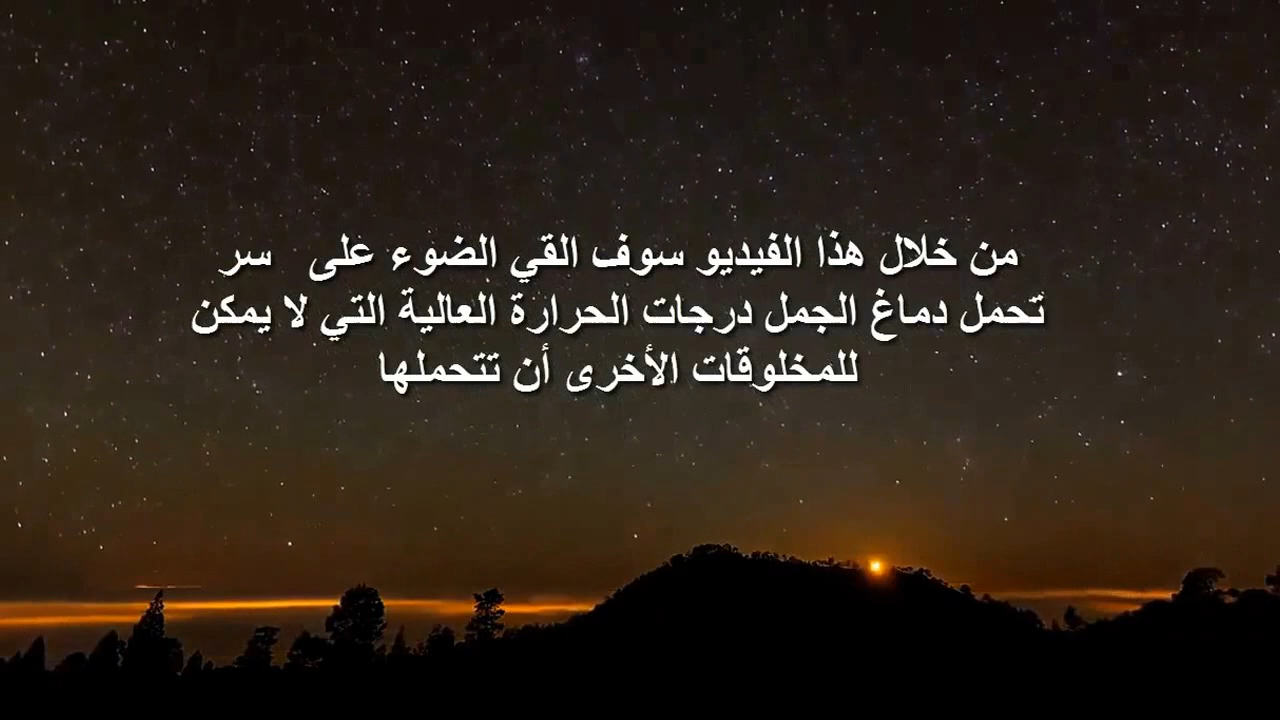 من خلال هذا الفيديو سوف القي الضوء على سر
تحمل دماغ الجمل درجات الحرارة العالية التي لا يمكن
للمخلوقات الأخرى أن تتحملها